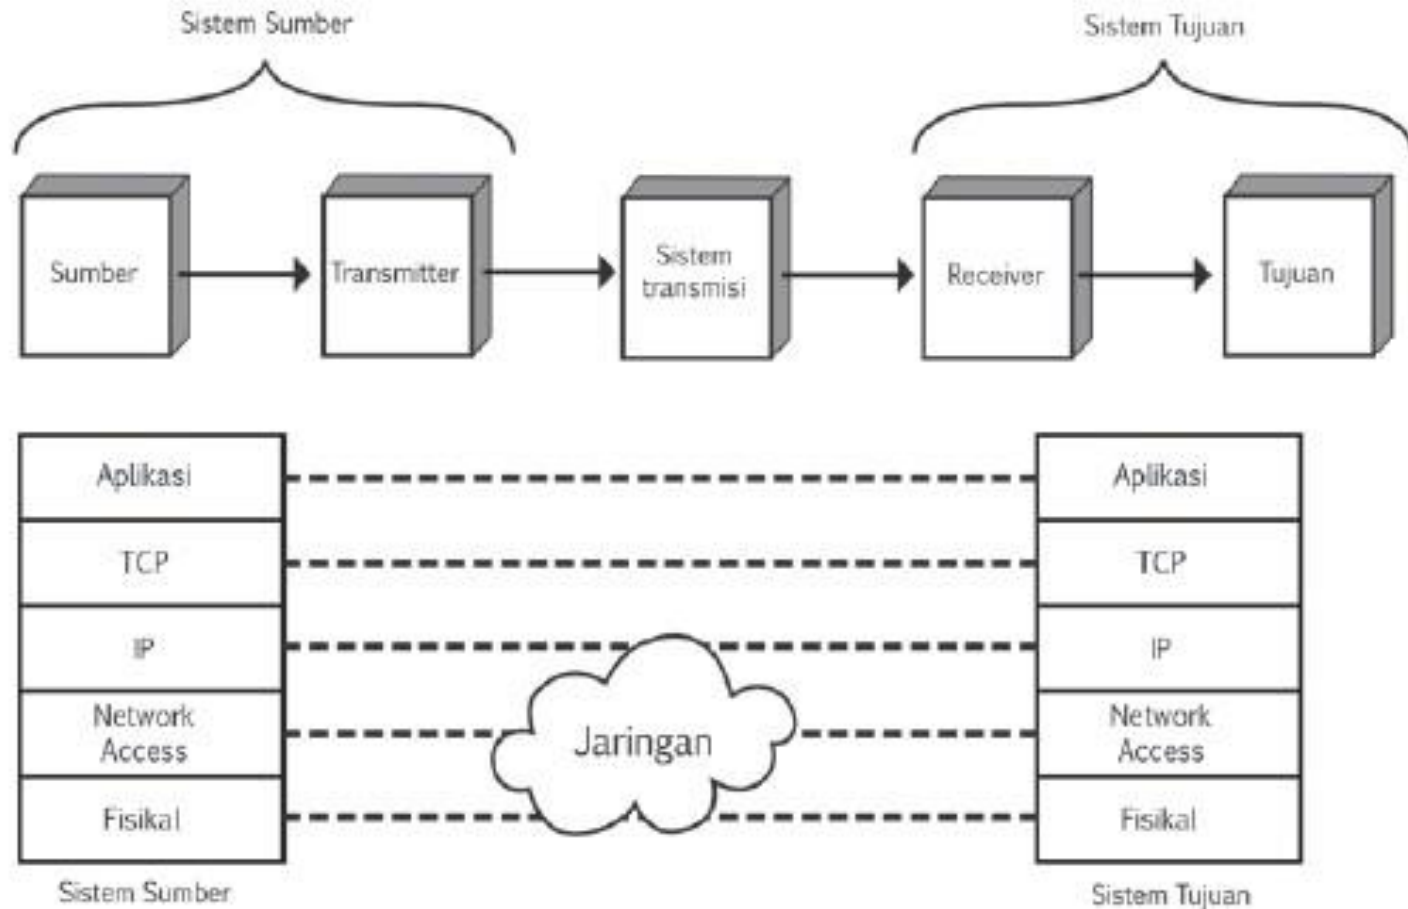 Sistem Sumber
Sistem Tujuan
Sumber
Transmitter
Sistem
transmisi
Receiver
Tujuan
Aplikasi
TCP
IP
Network
Access
Fisikal
Sistem Sumber
Jaringan
Aplikasi
TCP
IP
Network
Access
Fisikal
Sistem Tujuan